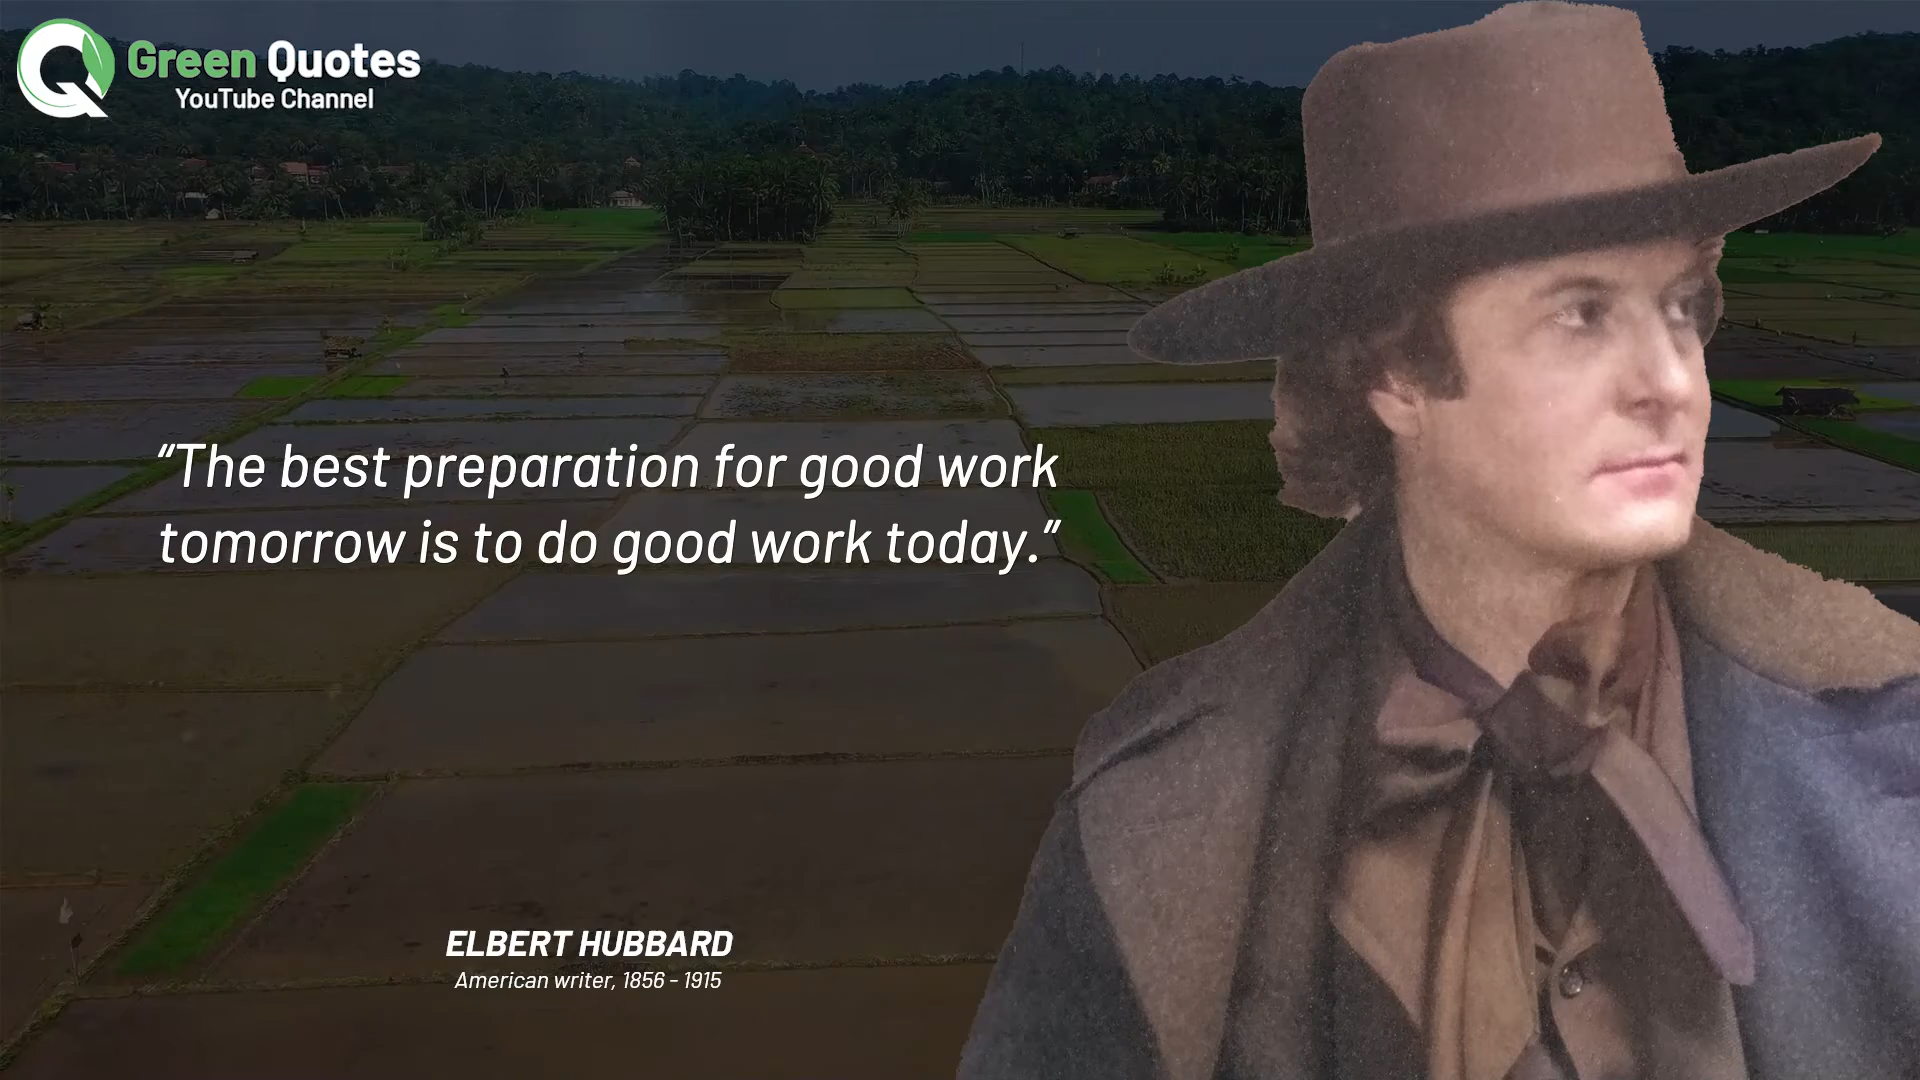 Green Quotes
YouTube Channel
“The best preparation for good work
tomorrow is to do good work today.”
ELBERT HUBBARD
American writer, 1856 - 1915